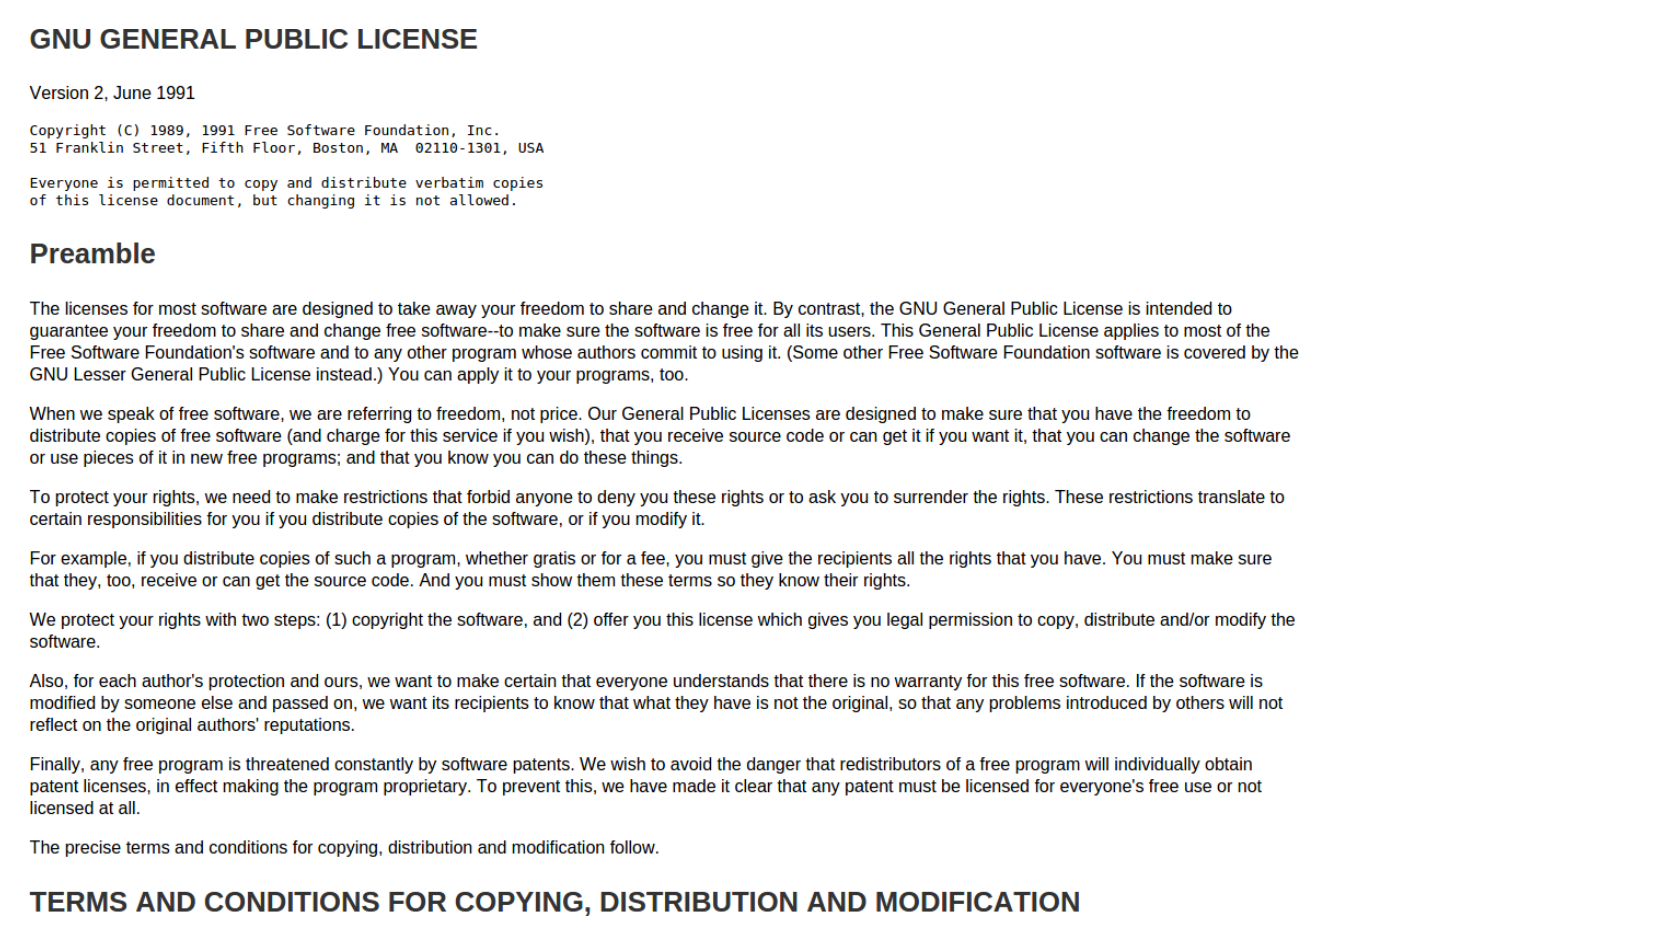 GNU GENERAL PUBLIC LICENSE
Version 2, June 1991
Copyright (C) 1989, 1991 Free Software Foundation, Inc.
51 Franklin Street, Fifth Floor, Boston, MA  02110-1301, USA
Everyone is permitted to copy and distribute verbatim copies
of this license document, but changing it is not allowed.
Preamble
The licenses for most software are designed to take away your freedom to share and change it. By contrast, the GNU General Public License is intended to
guarantee your freedom to share and change free software--to make sure the software is free for all its users. This General Public License applies to most of the
Free Software Foundation's software and to any other program whose authors commit to using it. (Some other Free Software Foundation software is covered by the
GNU Lesser General Public License instead.) You can apply it to your programs, too.
When we speak of free software, we are referring to freedom, not price. Our General Public Licenses are designed to make sure that you have the freedom to
distribute copies of free software (and charge for this service if you wish), that you receive source code or can get it if you want it, that you can change the software
or use pieces of it in new free programs; and that you know you can do these things.
To protect your rights, we need to make restrictions that forbid anyone to deny you these rights or to ask you to surrender the rights. These restrictions translate to
certain responsibilities for you if you distribute copies of the software, or if you modify it.
For example, if you distribute copies of such a program, whether gratis or for a fee, you must give the recipients all the rights that you have. You must make sure
that they, too, receive or can get the source code. And you must show them these terms so they know their rights.
We protect your rights with two steps: (1) copyright the software, and (2) offer you this license which gives you legal permission to copy, distribute and/or modify the
software.
Also, for each author's protection and ours, we want to make certain that everyone understands that there is no warranty for this free software. If the software is
modified by someone else and passed on, we want its recipients to know that what they have is not the original, so that any problems introduced by others will not
reflect on the original authors' reputations.
Finally, any free program is threatened constantly by software patents. We wish to avoid the danger that redistributors of a free program will individually obtain
patent licenses, in effect making the program proprietary. To prevent this, we have made it clear that any patent must be licensed for everyone's free use or not
licensed at all.
The precise terms and conditions for copying, distribution and modification follow.
TERMS AND CONDITIONS FOR COPYING, DISTRIBUTION AND MODIFICATION